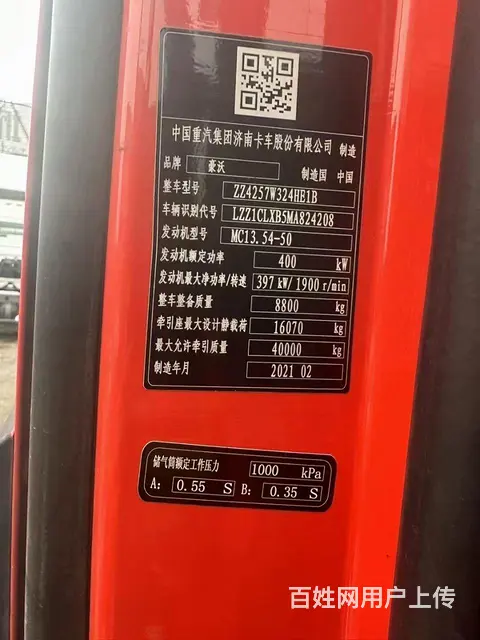 中国重汽集团济南卡车股份有限公司 制造
品牌 豪沃 制造国 中国
整车型号 ZZ4257W324HE1B
车辆识别代号 LZZ1CLXB5MA824208
发动机型号 MC13.54-50
发动机额定功率 400 kW
发动机最大净功率/转速 397 kW/ 1900 r/min
整车整备质量 8800 kg
牵引座最大设计静载荷 16070 kg
最大允许牵引质量 40000 kg
制造年月 2021 02
储气筒额定工作压力 1000 kPa
A: 0.55 S B: 0.35 S
百姓网用户上传